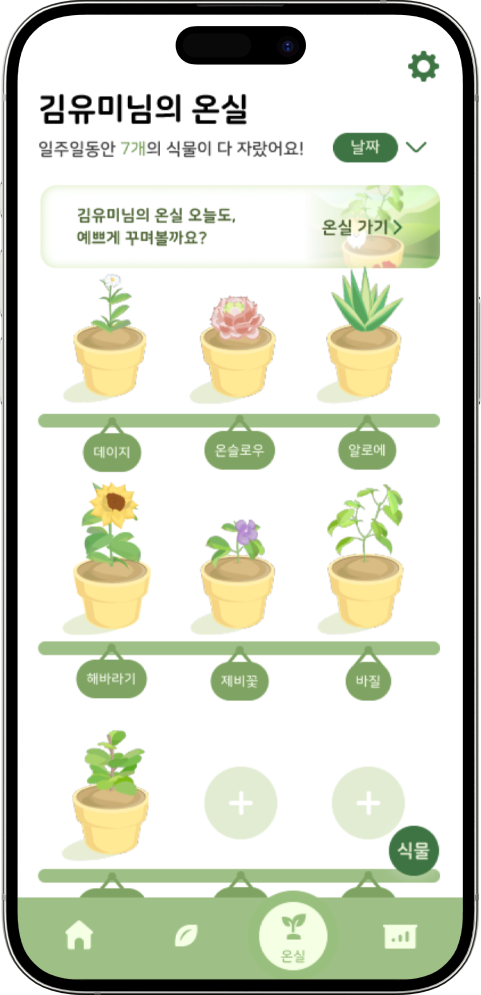 김유미님의 온실
일주일동안 7개의 식물이 다 자랐어요!
날짜
김유미님의 온실 오늘도,
예쁘게 꾸며볼까요?
온실 가기
데이지
온슬로우
알로에
해바라기
제비꽃
바질
식물
온실